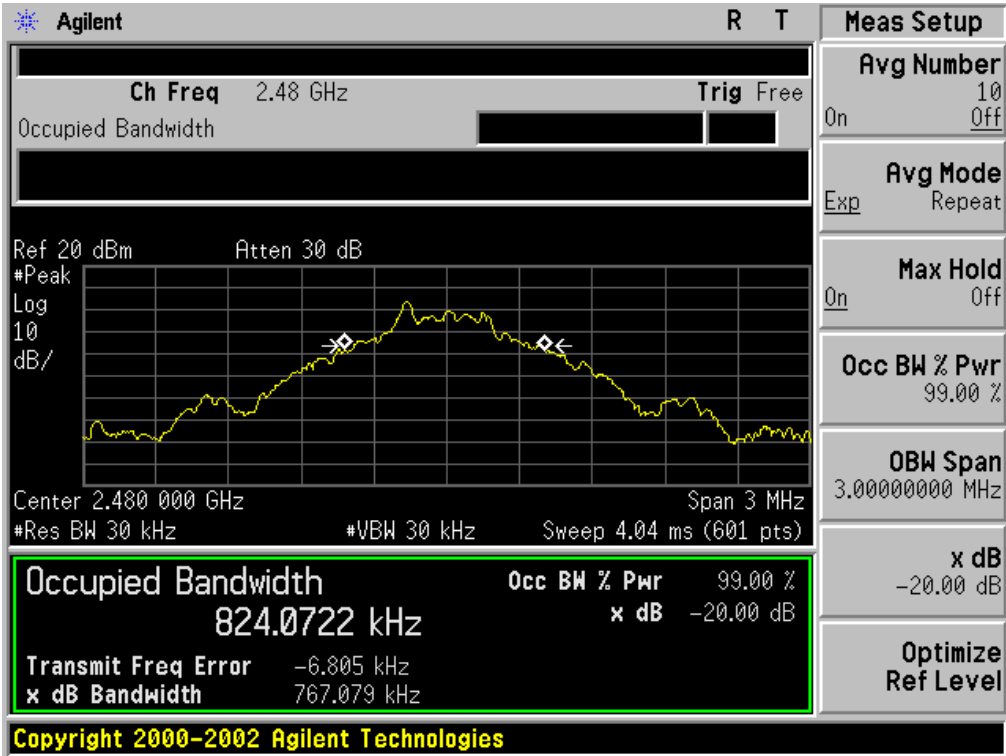 Agilent R T
Ch Freq 2.48 GHz Trig Free
Occupied Bandwidth
Ref 20 dBm Atten 30 dB
#Peak
Log
10
dB/
Center 2.480 000 GHz Span 3 MHz
#Res BW 30 kHz #VBW 30 kHz Sweep 4.04 ms (601 pts)
Occupied Bandwidth
824.0722 kHz
Occ BW % Pwr 99.00 %
x dB -20.00 dB
Transmit Freq Error -6.805 kHz
x dB Bandwidth 767.079 kHz
Copyright 2000-2002 Agilent Technologies
Meas Setup
Avg Number
10
On Off
Avg Mode
Exp Repeat
Max Hold
On Off
Occ BW % Pwr
99.00 %
OBW Span
3.00000000 MHz
x dB
-20.00 dB
Optimize
Ref Level